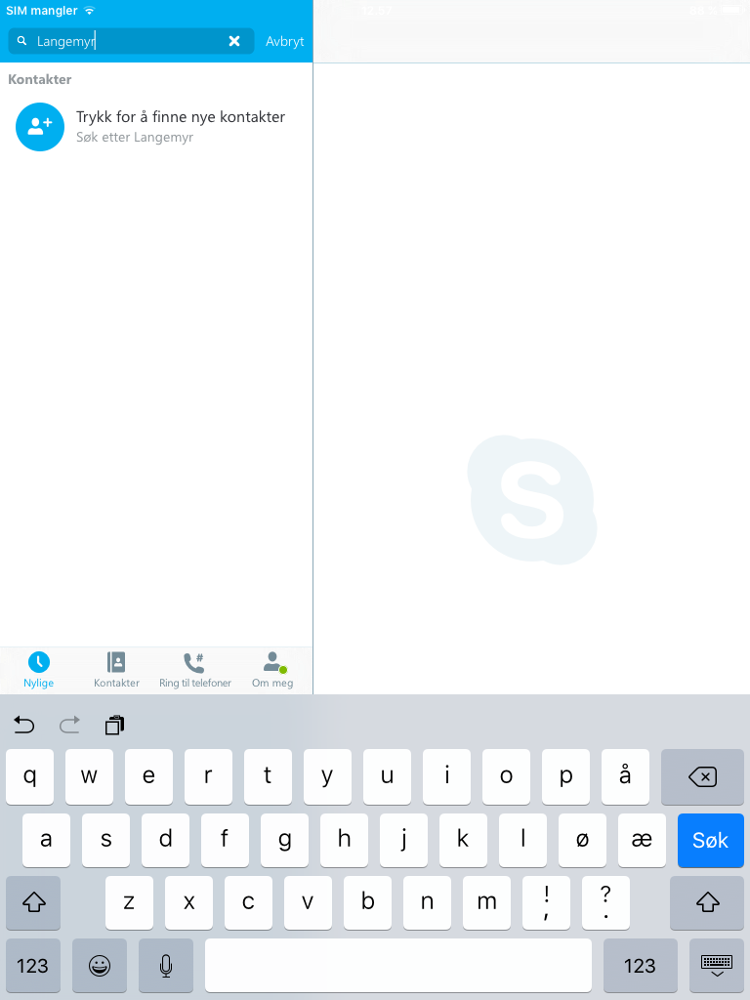 SIM mangler
Langemyr
Avbryt
Kontakter
Trykk for å finne nye kontakter
Søk etter Langemyr
S
Nylige
Kontakter
Ring til telefoner
Om meg
q w e r t y u i o p å
a s d f g h j k l ø æ Søk
z x c v b n m ! , ? .
123 123